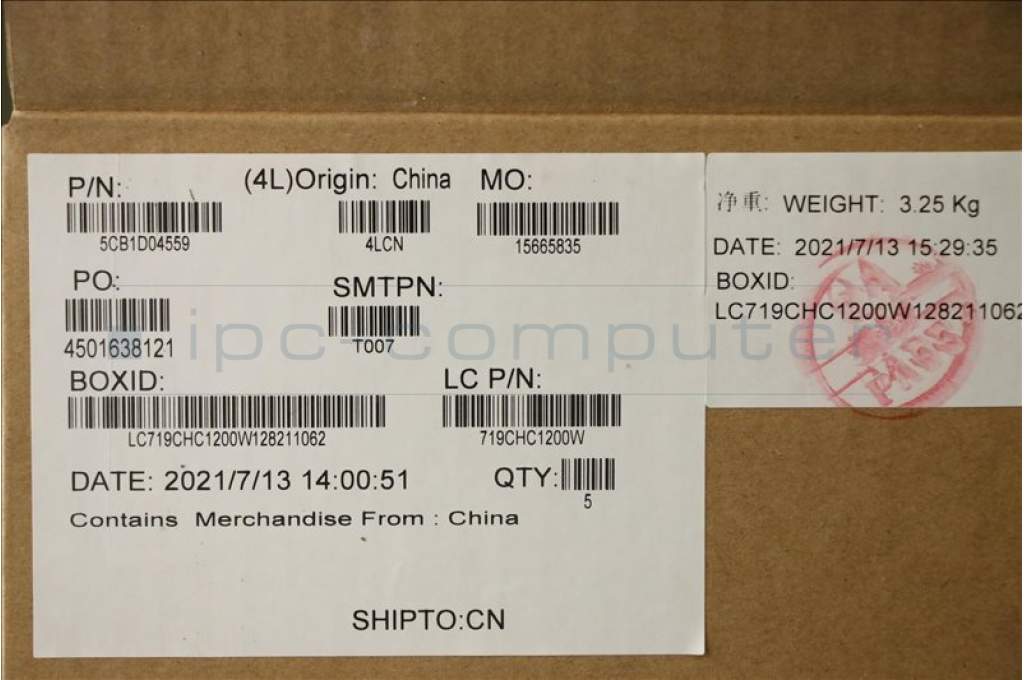 P/N: (4L)Origin: China MO:
5CB1D04559 4LCN 15665835
PO: SMTPN:
4501638121 T007
BOXID: LC P/N:
LC719CHC1200W128211062 719CHC1200W
DATE: 2021/7/13 14:00:51 QTY:
5
Contains Merchandise From : China
SHIPTO:CN
净重: WEIGHT: 3.25 Kg
DATE: 2021/7/13 15:29:35
BOXID:
LC719CHC1200W128211062
PASS
ipc-computer